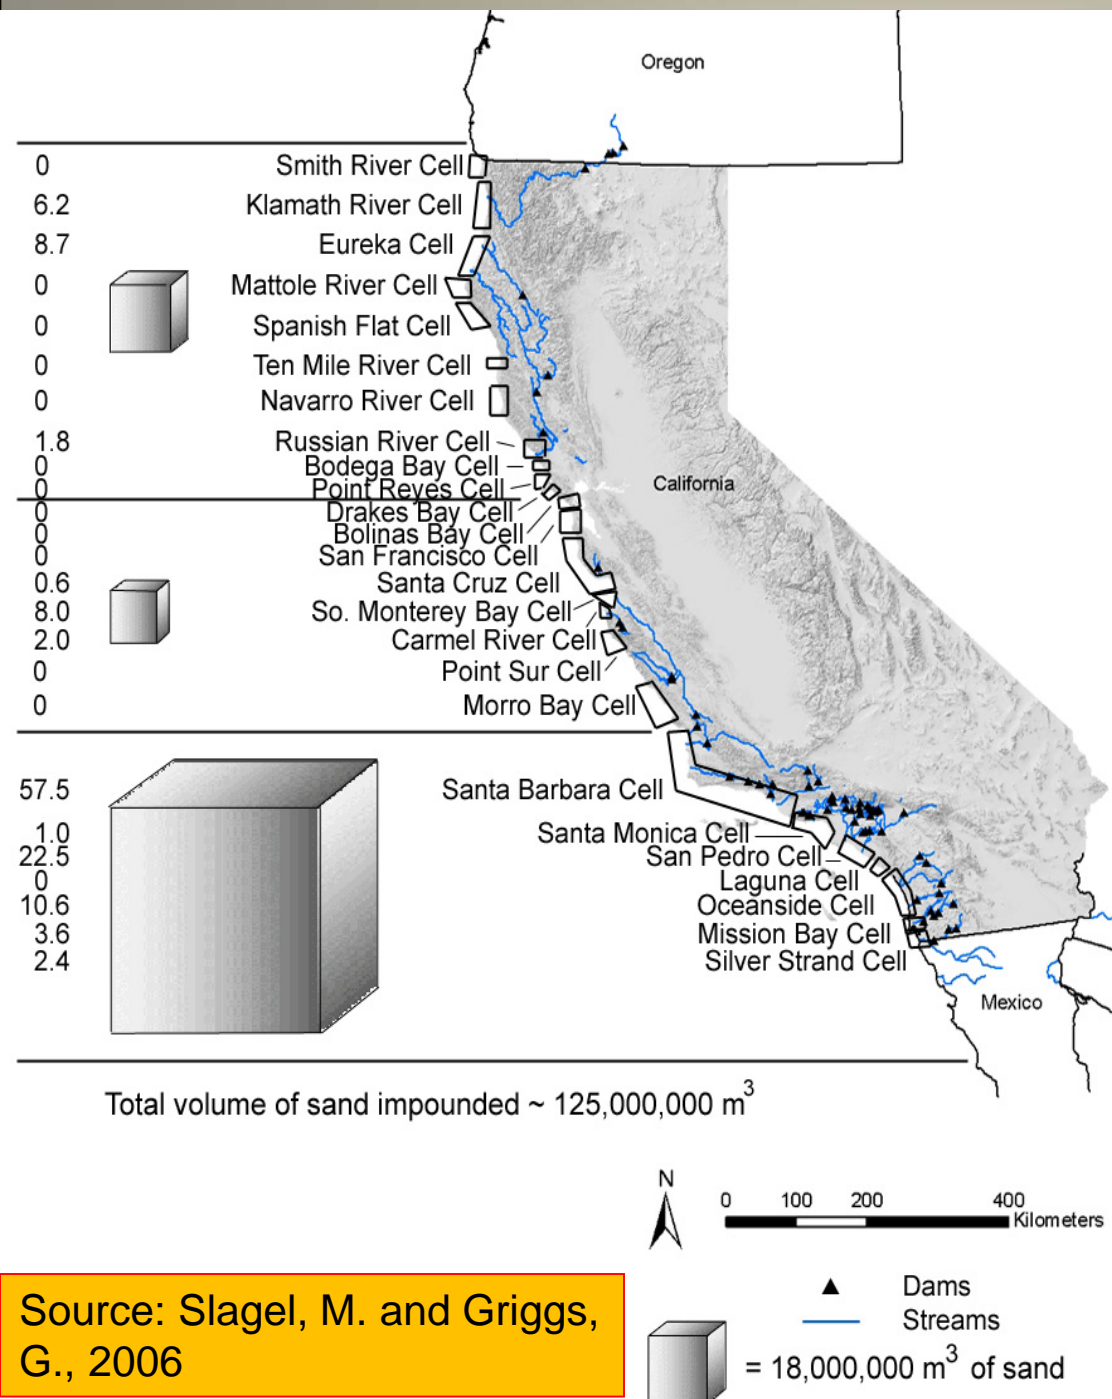 Oregon
0 Smith River Cell
6.2 Klamath River Cell
8.7 Eureka Cell
0 Mattole River Cell
0 Spanish Flat Cell
0 Ten Mile River Cell
0 Navarro River Cell
1.8 Russian River Cell
0 Bodega Bay Cell
0 Point Reyes Cell
California
0 Drakes Bay Cell
0 Bolinas Bay Cell
0 San Francisco Cell
0.6 Santa Cruz Cell
8.0 So. Monterey Bay Cell
2.0 Carmel River Cell
0 Point Sur Cell
0 Morro Bay Cell
57.5 Santa Barbara Cell
1.0 Santa Monica Cell
22.5 San Pedro Cell
0 Laguna Cell
10.6 Oceanside Cell
3.6 Mission Bay Cell
2.4 Silver Strand Cell
Mexico
Total volume of sand impounded ~ 125,000,000 m³
N
0 100 200 400
Kilometers
Dams
Streams
= 18,000,000 m³ of sand
Source: Slagel, M. and Griggs,
G., 2006